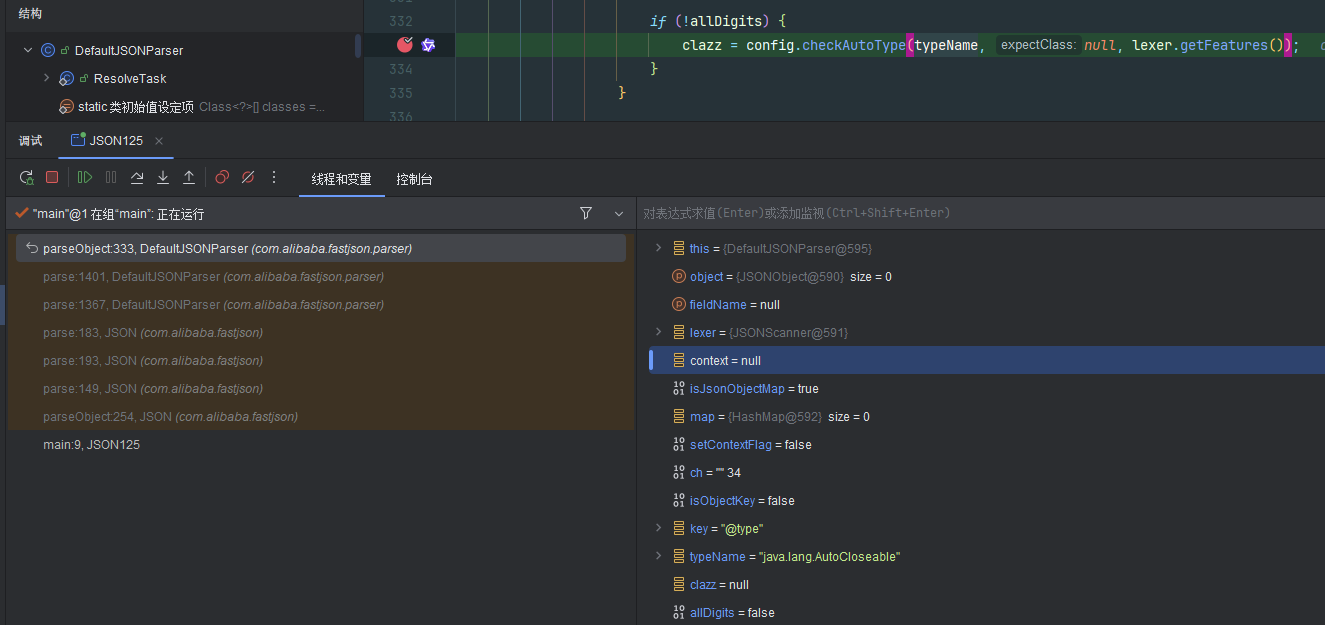 结构
DefaultJSONParser
ResolveTask
static 类初始值设定项 Class<?>[] classes =...
332 if (!allDigits) {
clazz = config.checkAutoType(typeName, expectClass: null, lexer.getFeatures());
334 }
335 }
336
调试
JSON125
线程和变量
控制台
"main"@1 在组“main”: 正在运行
对表达式求值(Enter)或添加监视(Ctrl+Shift+Enter)
parseObject:333, DefaultJSONParser (com.alibaba.fastjson.parser)
parse:1401, DefaultJSONParser (com.alibaba.fastjson.parser)
parse:1367, DefaultJSONParser (com.alibaba.fastjson.parser)
parse:183, JSON (com.alibaba.fastjson)
parse:193, JSON (com.alibaba.fastjson)
parse:149, JSON (com.alibaba.fastjson)
parseObject:254, JSON (com.alibaba.fastjson)
main:9, JSON125
this = {DefaultJSONParser@595}
object = {JSONObject@590} size = 0
fieldName = null
lexer = {JSONScanner@591}
context = null
isJsonObjectMap = true
map = {HashMap@592} size = 0
setContextFlag = false
ch = '"' 34
isObjectKey = false
key = "@type"
typeName = "java.lang.AutoCloseable"
clazz = null
allDigits = false